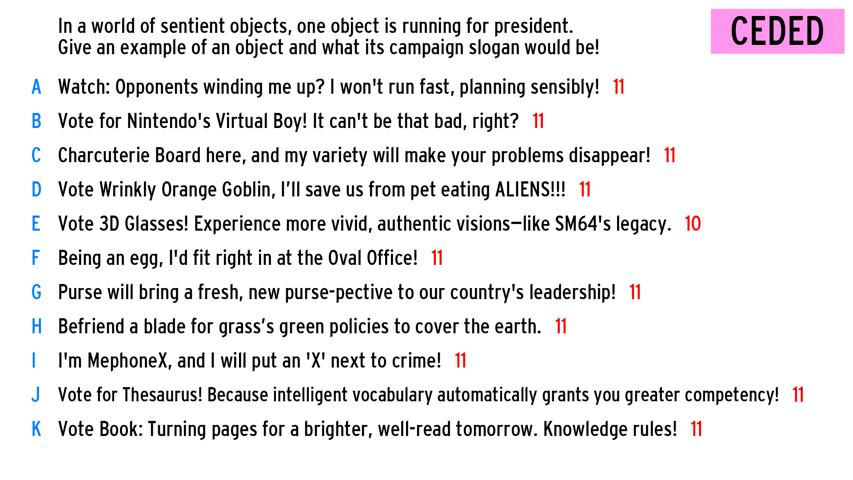 In a world of sentient objects, one object is running for president.
Give an example of an object and what its campaign slogan would be!
CEDED
A Watch: Opponents winding me up? I won't run fast, planning sensibly! 11
B Vote for Nintendo's Virtual Boy! It can't be that bad, right? 11
C Charcuterie Board here, and my variety will make your problems disappear! 11
D Vote Wrinkly Orange Goblin, I’ll save us from pet eating ALIENS!!! 11
E Vote 3D Glasses! Experience more vivid, authentic visions—like SM64's legacy. 10
F Being an egg, I'd fit right in at the Oval Office! 11
G Purse will bring a fresh, new purse-pective to our country's leadership! 11
H Befriend a blade for grass’s green policies to cover the earth. 11
I I'm MephoneX, and I will put an 'X' next to crime! 11
J Vote for Thesaurus! Because intelligent vocabulary automatically grants you greater competency! 11
K Vote Book: Turning pages for a brighter, well-read tomorrow. Knowledge rules! 11